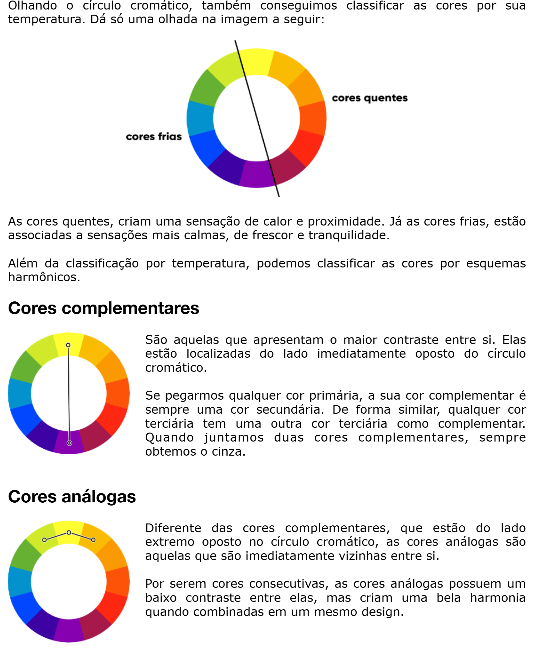 Olhando o círculo cromático, também conseguimos classificar as cores por sua
temperatura. Dá só uma olhada na imagem a seguir:
cores quentes
cores frias
As cores quentes, criam uma sensação de calor e proximidade. Já as cores frias, estão
associadas a sensações mais calmas, de frescor e tranquilidade.
Além da classificação por temperatura, podemos classificar as cores por esquemas
harmônicos.
Cores complementares
São aquelas que apresentam o maior contraste entre si. Elas
estão localizadas do lado imediatamente oposto do círculo
cromático.
Se pegarmos qualquer cor primária, a sua cor complementar é
sempre uma cor secundária. De forma similar, qualquer cor
terciária tem uma outra cor terciária como complementar.
Quando juntamos duas cores complementares, sempre
obtemos o cinza.
Cores análogas
Diferente das cores complementares, que estão do lado
extremo oposto no círculo cromático, as cores análogas são
aquelas que são imediatamente vizinhas entre si.
Por serem cores consecutivas, as cores análogas possuem um
baixo contraste entre elas, mas criam uma bela harmonia
quando combinadas em um mesmo design.